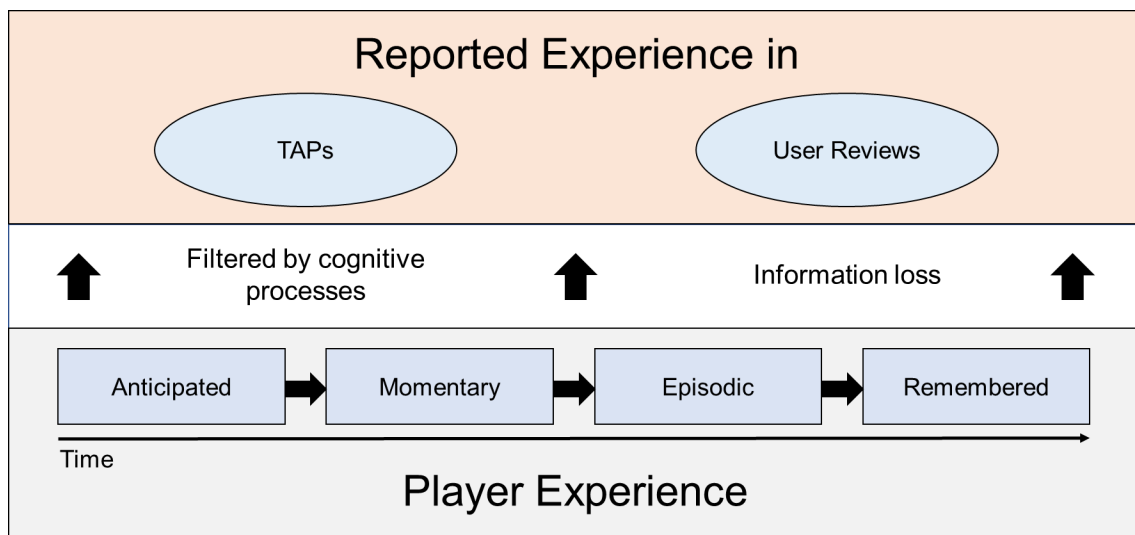 Reported Experience in
TAPs
User Reviews
Filtered by cognitive
processes
Information loss
Anticipated
Momentary
Episodic
Remembered
Time
Player Experience